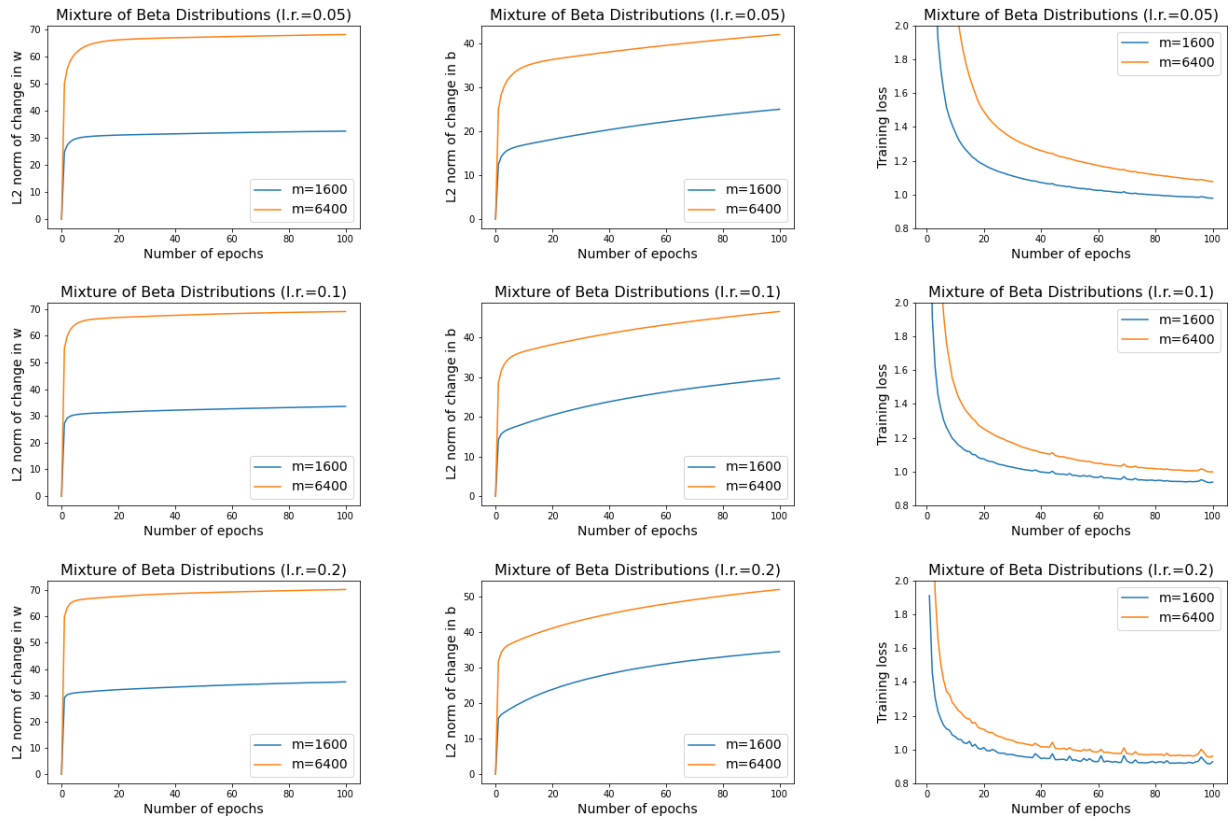 Mixture of Beta Distributions (l.r.=0.05)
L2 norm of change in w
70
60
50
40
30
20
10
0
m=1600
m=6400
0 20 40 60 80 100
Number of epochs
Mixture of Beta Distributions (l.r.=0.05)
L2 norm of change in b
40
30
20
10
0
m=1600
m=6400
0 20 40 60 80 100
Number of epochs
Mixture of Beta Distributions (l.r.=0.05)
Training loss
2.0
1.8
1.6
1.4
1.2
1.0
0.8
m=1600
m=6400
0 20 40 60 80 100
Number of epochs
Mixture of Beta Distributions (l.r.=0.1)
L2 norm of change in w
70
60
50
40
30
20
10
0
m=1600
m=6400
0 20 40 60 80 100
Number of epochs
Mixture of Beta Distributions (l.r.=0.1)
L2 norm of change in b
40
30
20
10
0
m=1600
m=6400
0 20 40 60 80 100
Number of epochs
Mixture of Beta Distributions (l.r.=0.1)
Training loss
2.0
1.8
1.6
1.4
1.2
1.0
0.8
m=1600
m=6400
0 20 40 60 80 100
Number of epochs
Mixture of Beta Distributions (l.r.=0.2)
L2 norm of change in w
70
60
50
40
30
20
10
0
m=1600
m=6400
0 20 40 60 80 100
Number of epochs
Mixture of Beta Distributions (l.r.=0.2)
L2 norm of change in b
50
40
30
20
10
0
m=1600
m=6400
0 20 40 60 80 100
Number of epochs
Mixture of Beta Distributions (l.r.=0.2)
Training loss
2.0
1.8
1.6
1.4
1.2
1.0
0.8
m=1600
m=6400
0 20 40 60 80 100
Number of epochs